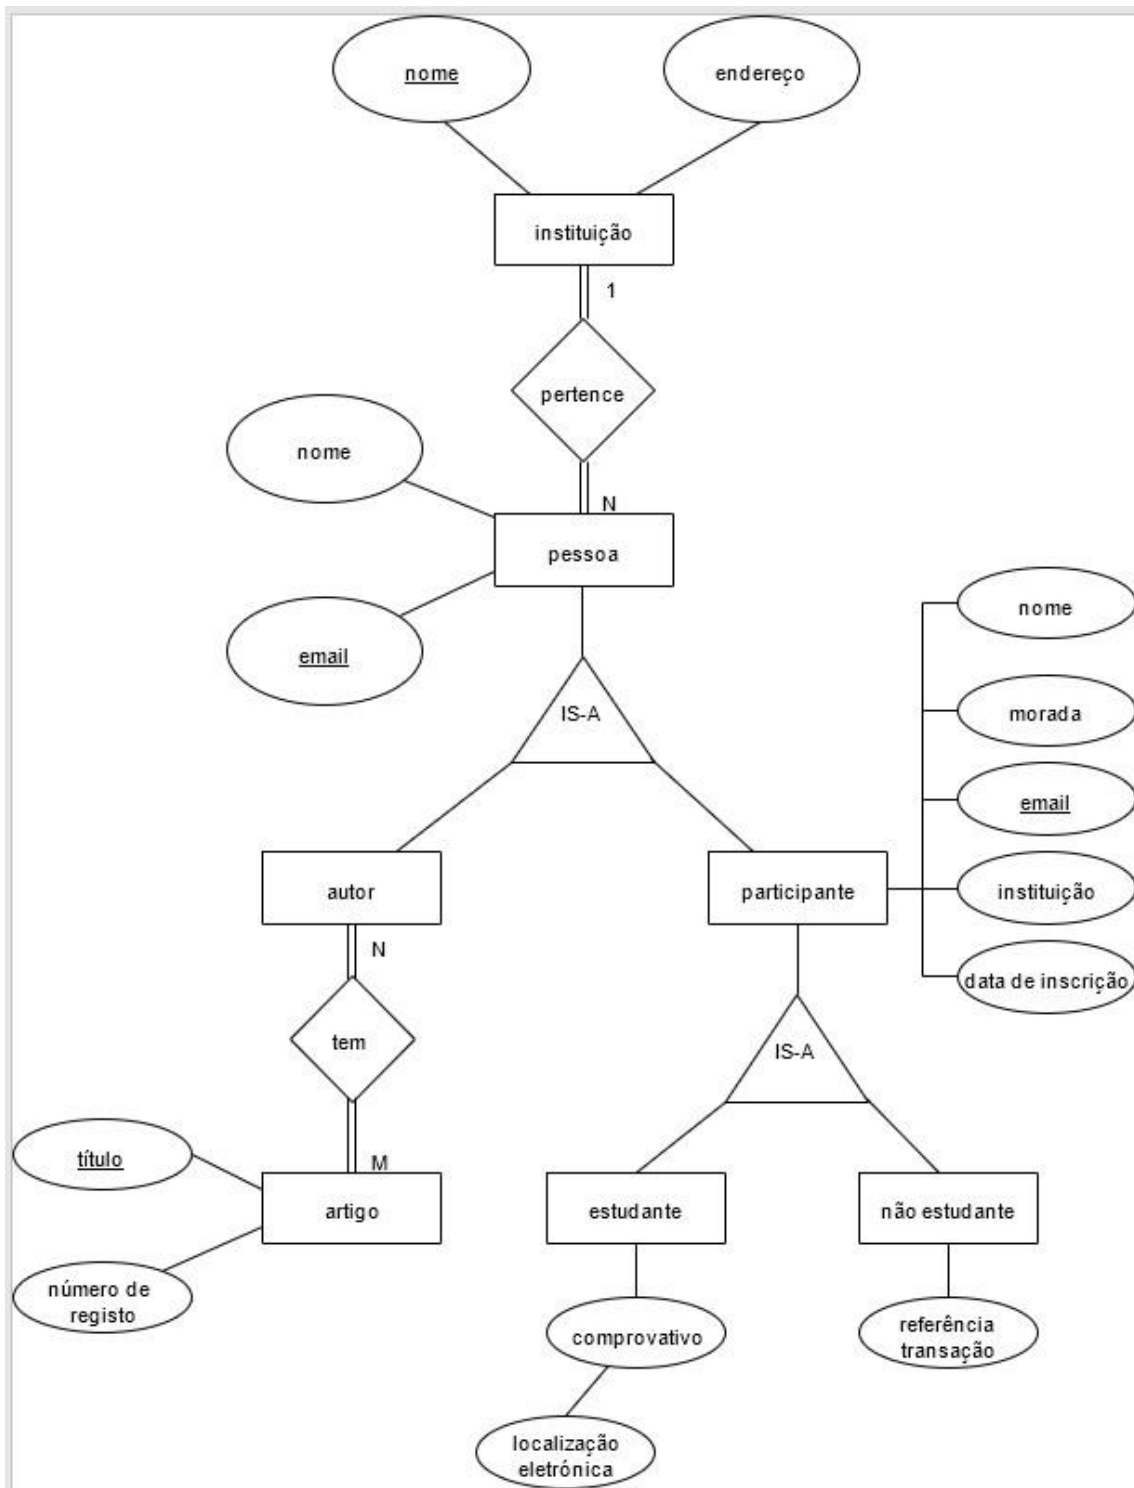 nome
endereço
instituição
1
pertence
nome
N
pessoa
email
IS-A
nome
morada
email
instituição
data de inscrição
autor
participante
N
tem
IS-A
M
título
artigo
número de
registo
estudante
não estudante
comprovativo
referência
transação
localização
eletrónica